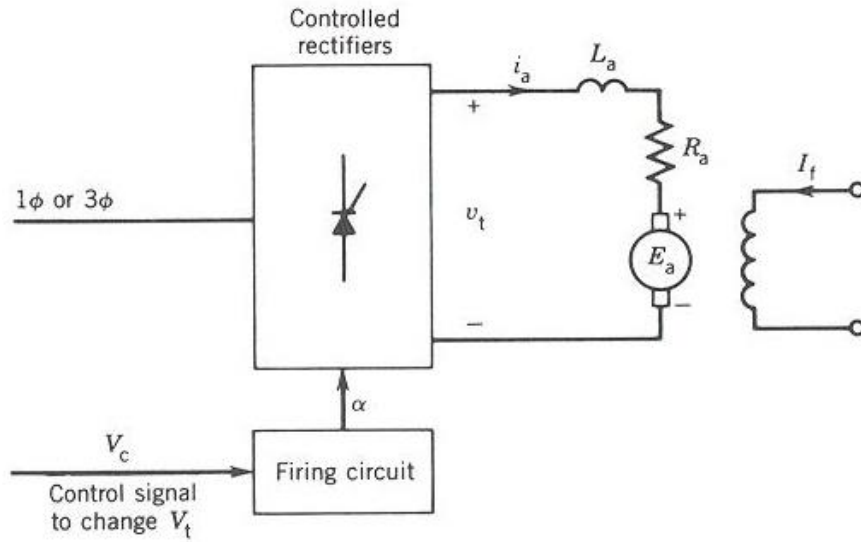 Controlled
rectifiers
1ϕ or 3ϕ
i_a
L_a
+
R_a
v_t
I_f
+
E_a
−
−
α
V_c
Firing circuit
Control signal
to change V_t